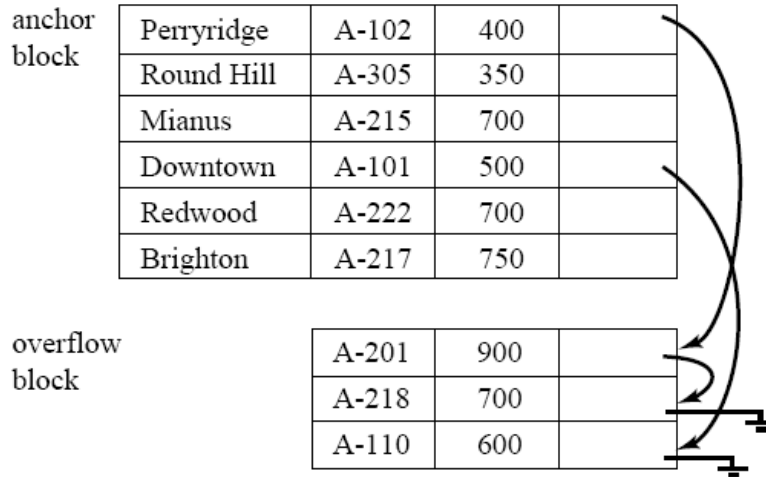 anchor block
Perryridge A-102 400
Round Hill A-305 350
Mianus A-215 700
Downtown A-101 500
Redwood A-222 700
Brighton A-217 750
overflow block
A-201 900
A-218 700
A-110 600